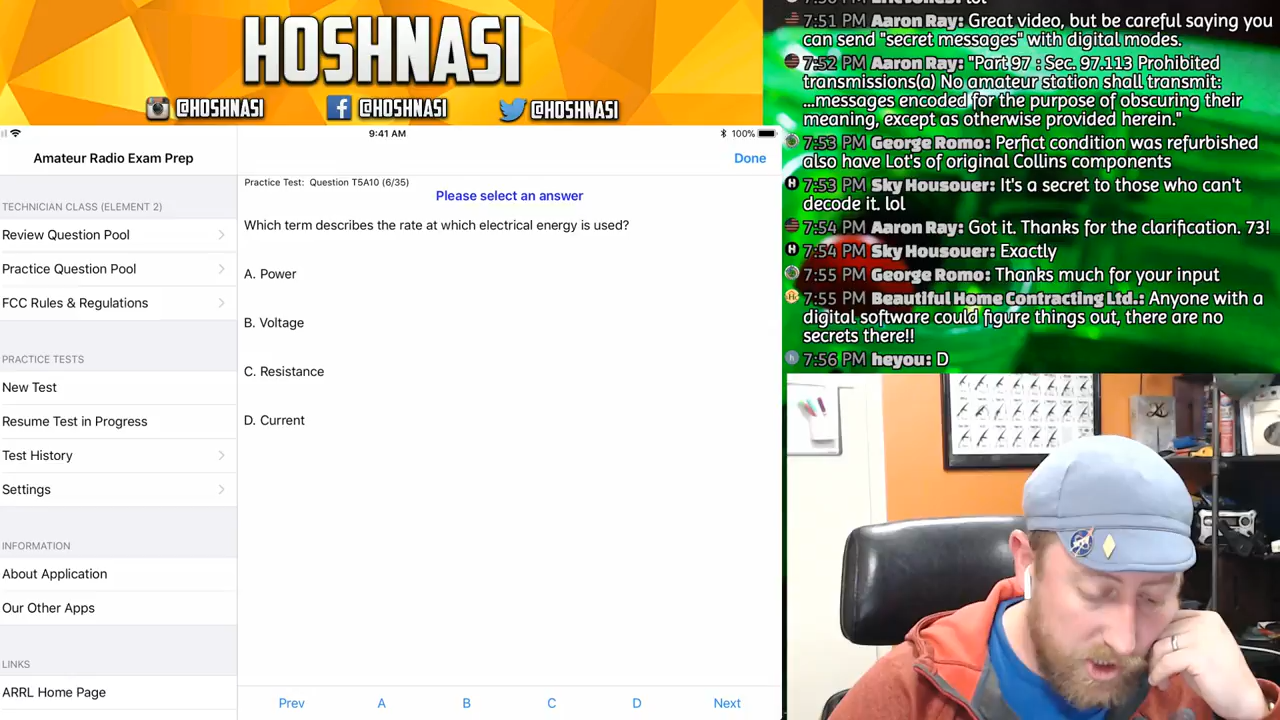 HOSHNASI
@HOSHNASI @HOSHNASI @HOSHNASI
9:41 AM
100%
Amateur Radio Exam Prep
Done
TECHNICIAN CLASS (ELEMENT 2)
Review Question Pool
Practice Question Pool
FCC Rules & Regulations
PRACTICE TESTS
New Test
Resume Test in Progress
Test History
Settings
INFORMATION
About Application
Our Other Apps
LINKS
ARRL Home Page
Practice Test: Question T5A10 (6/35)
Please select an answer
Which term describes the rate at which electrical energy is used?
A. Power
B. Voltage
C. Resistance
D. Current
Prev A B C D Next
7:51 PM Aaron Ray: Great video, but be careful saying you
can send "secret messages" with digital modes.
7:52 PM Aaron Ray: "Part 97 : Sec. 97.113 Prohibited
transmissions(a) No amateur station shall transmit:
...messages encoded for the purpose of obscuring their
meaning, except as otherwise provided herein."
7:53 PM George Romo: Perfict condition was refurbished
also have Lot's of original Collins components
7:53 PM Sky Housouer: It's a secret to those who can't
decode it. lol
7:54 PM Aaron Ray: Got it. Thanks for the clarification. 73!
7:54 PM Sky Housouer: Exactly
7:55 PM George Romo: Thanks much for your input
7:55 PM Beautiful Home Contracting Ltd.: Anyone with a
digital software could figure things out, there are no
secrets there!!
7:56 PM heyou: D